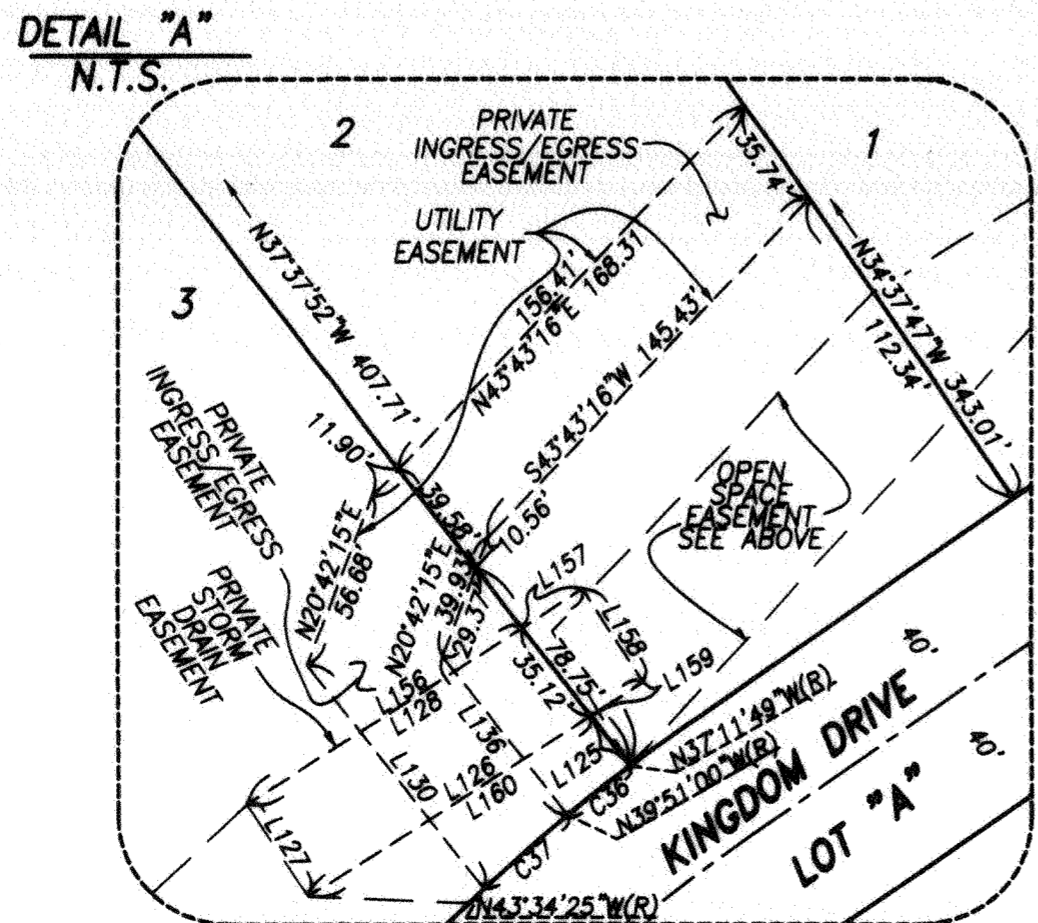 DETAIL "A"
N.T.S.
2
PRIVATE
INGRESS/EGRESS
EASEMENT
1
35.74'
UTILITY
EASEMENT
N37°37'52"W 407.71'
156.41'
N43°43'16"E 168.31'
N34°37'47"W 343.01'
112.34'
3
S43°43'16"W 145.43'
PRIVATE
INGRESS/EGRESS
EASEMENT
11.90'
39.58'
10.56'
OPEN
SPACE
EASEMENT
SEE ABOVE
N20°42'15"E
56.68'
N20°42'15"E
39.93'
29.37'
L157
L158
L159
PRIVATE
STORM
DRAIN
EASEMENT
78.75'
35.12'
40'
L156
L128
L136
L125
N37°11'49"W(R)
N39°51'00"W(R)
40'
L130
L126
L160
C36
KINGDOM DRIVE
LOT "A"
L127
C37
N43°34'25"W(R)